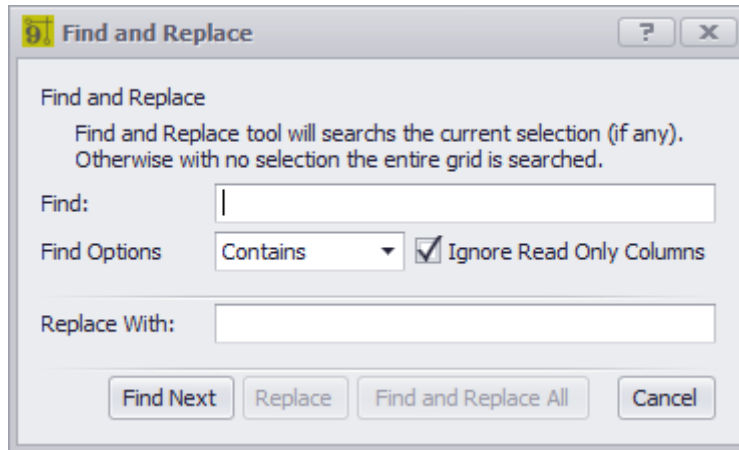 9 Find and Replace ?
Find and Replace
Find and Replace tool will searchs the current selection (if any).
Otherwise with no selection the entire grid is searched.
Find:
Find Options Contains Ignore Read Only Columns
Replace With:
Find Next Replace Find and Replace All Cancel